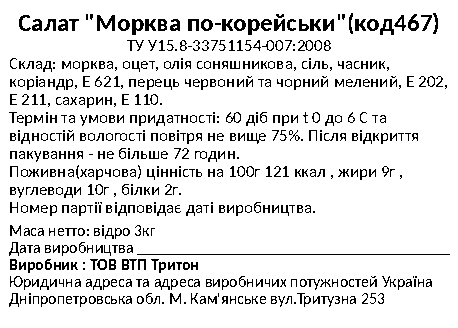 Салат "Морква по-корейськи"(код467)
ТУ У15.8-33751154-007:2008
Склад: морква, оцет, олія соняшникова, сіль, часник,
коріандр, Е 621, перець червоний та чорний мелений, Е 202,
Е 211, сахарин, Е 110.
Термін та умови придатності: 60 діб при t 0 до 6 С та
відностій вологості повітря не вище 75%. Після відкриття
пакування - не більше 72 годин.
Поживна(харчова) цінність на 100г 121 ккал , жири 9г ,
вуглеводи 10г , білки 2г.
Номер партії відповідає даті виробництва.
Маса нетто: відро 3кг
Дата виробництва
Виробник : ТОВ ВТП Тритон
Юридична адреса та адреса виробничих потужностей Україна
Дніпропетровська обл. М. Кам'янське вул.Тритузна 253